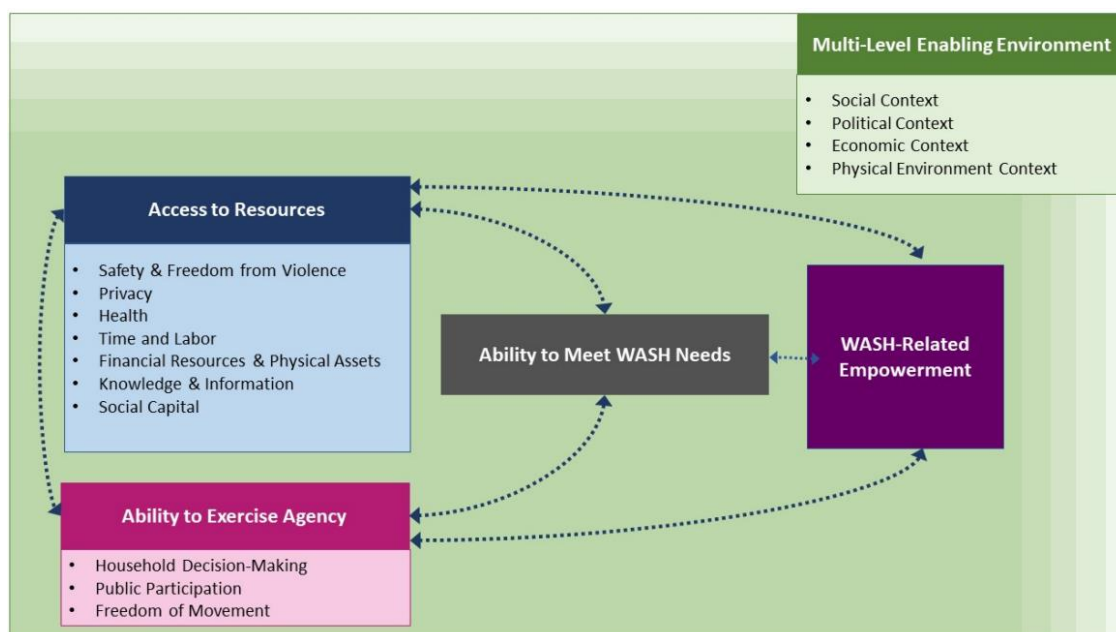 Multi-Level Enabling Environment
• Social Context
• Political Context
• Economic Context
• Physical Environment Context
Access to Resources
• Safety & Freedom from Violence
• Privacy
• Health
• Time and Labor
• Financial Resources & Physical Assets
• Knowledge & Information
• Social Capital
Ability to Meet WASH Needs
WASH-Related
Empowerment
Ability to Exercise Agency
• Household Decision-Making
• Public Participation
• Freedom of Movement